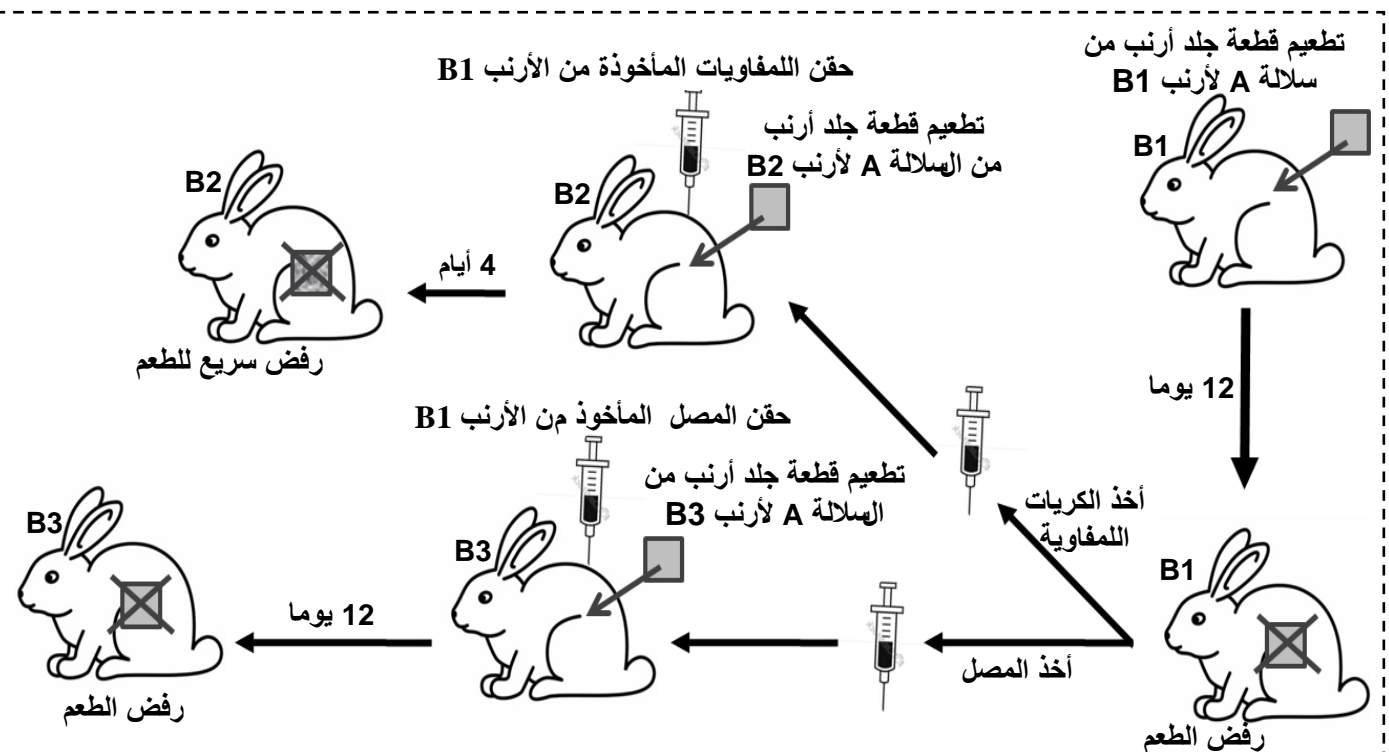 تطعيم قطعة جلد أرنب من
سلالة A لأرنب B1
B1
12 يوما
B1
رفض الطعم
أخذ الكريات
اللمفاوية
أخذ المصل
حقن اللمفاويات المأخوذة من الأرنب B1
تطعيم قطعة جلد أرنب
من السلالة A لأرنب B2
B2
4 أيام
B2
رفض سريع للطعم
حقن المصل المأخوذ من الأرنب B1
تطعيم قطعة جلد أرنب من
السلالة A لأرنب B3
B3
12 يوما
B3
رفض الطعم